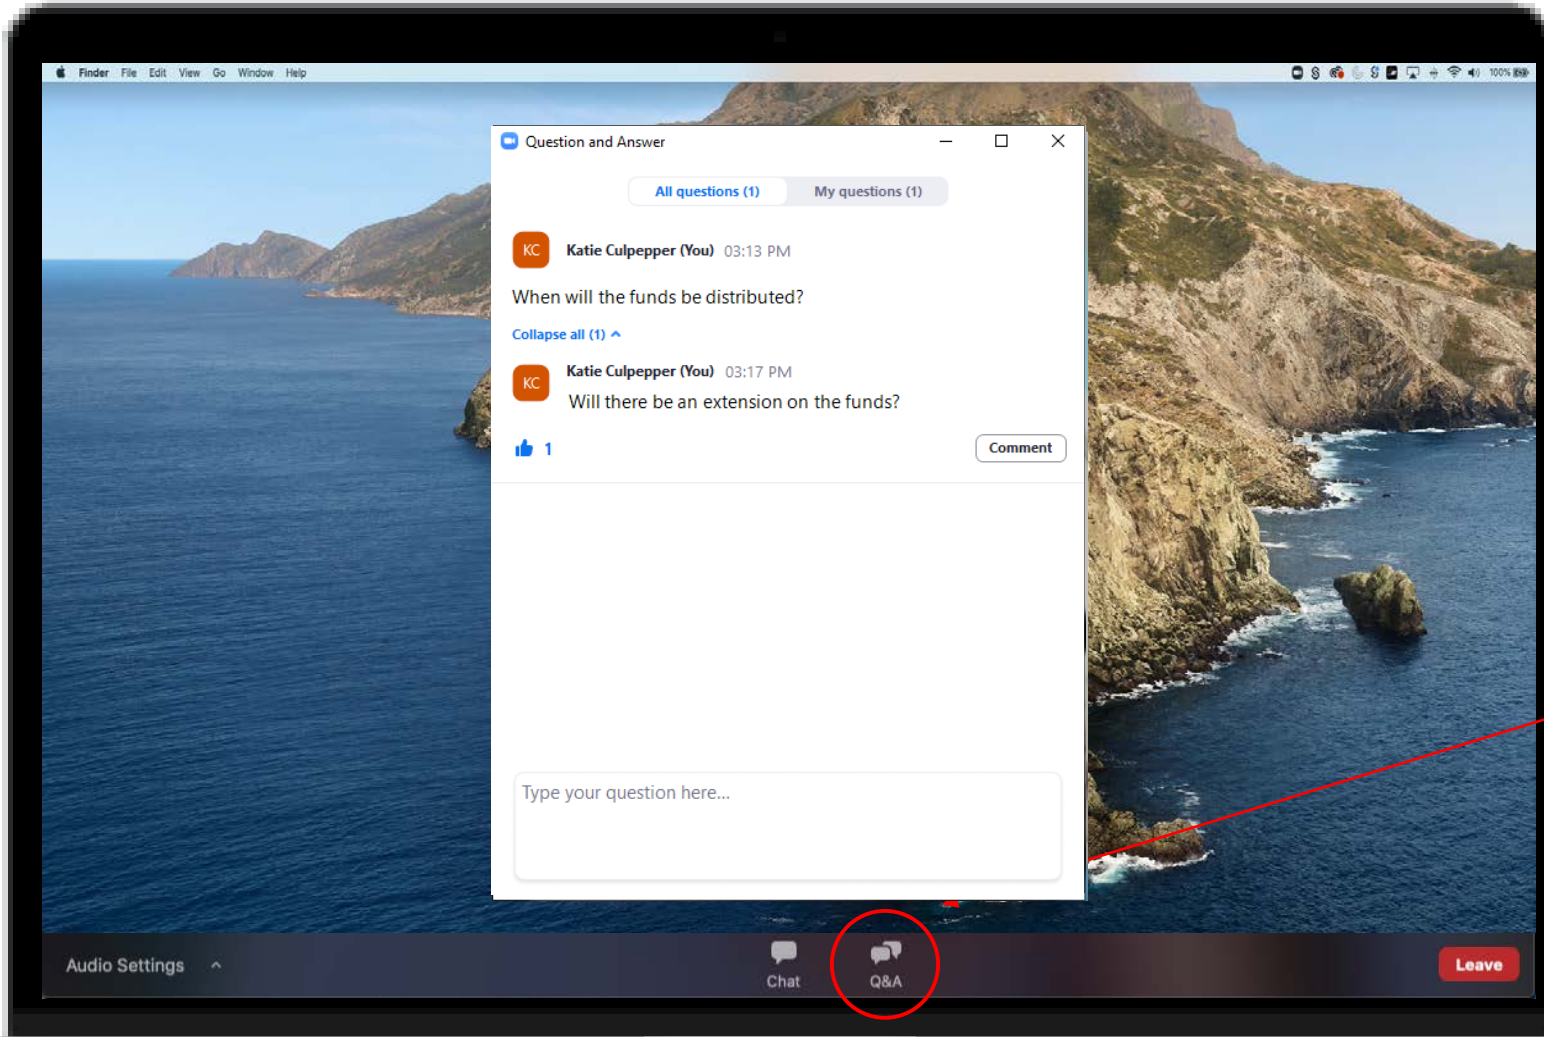 Finder File Edit View Go Window Help
100%
Question and Answer
All questions (1) My questions (1)
KC Katie Culpepper (You) 03:13 PM
When will the funds be distributed?
Collapse all (1)
KC Katie Culpepper (You) 03:17 PM
Will there be an extension on the funds?
1 Comment
Type your question here...
Audio Settings Chat Q&A Leave